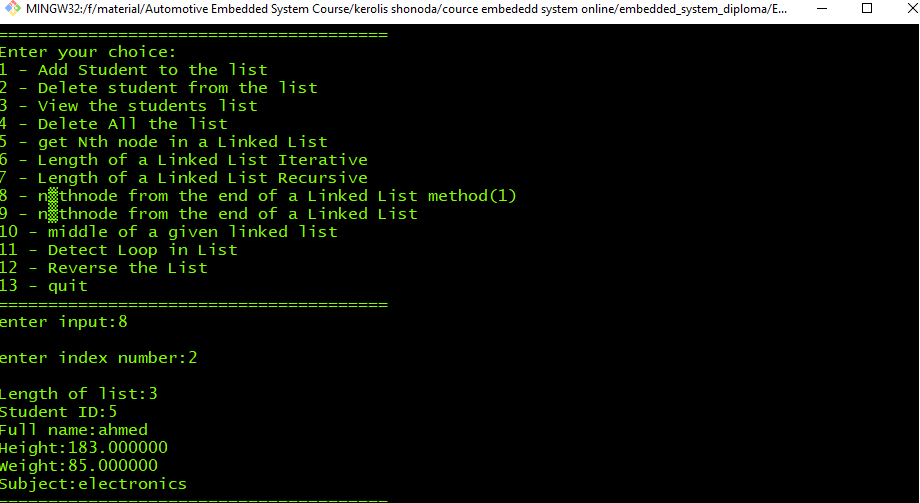 MINGW32:/f/material/Automotive Embedded System Course/kerolis shonoda/cource embededd system online/embedded_system_diploma/E...
=======================================
Enter your choice:
1 - Add Student to the list
2 - Delete student from the list
3 - View the students list
4 - Delete All the list
5 - get Nth node in a Linked List
6 - Length of a Linked List Iterative
7 - Length of a Linked List Recursive
8 - n▒thnode from the end of a Linked List method(1)
9 - n▒thnode from the end of a Linked List
10 - middle of a given linked list
11 - Detect Loop in List
12 - Reverse the List
13 - quit
=======================================
enter input:8
enter index number:2
Length of list:3
Student ID:5
Full name:ahmed
Height:183.000000
Weight:85.000000
Subject:electronics
=======================================